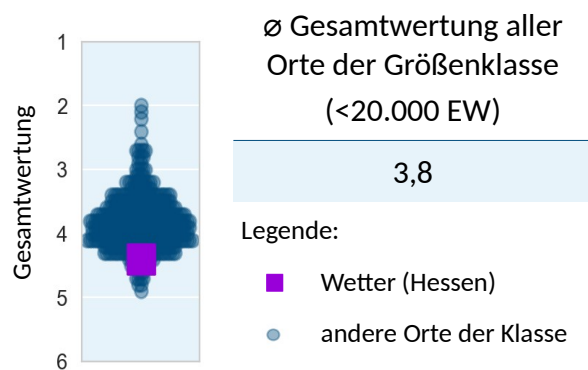 Gesamtwertung
1
2
3
4
5
6
⌀ Gesamtwertung aller
Orte der Größenklasse
(<20.000 EW)
3,8
Legende:
Wetter (Hessen)
andere Orte der Klasse